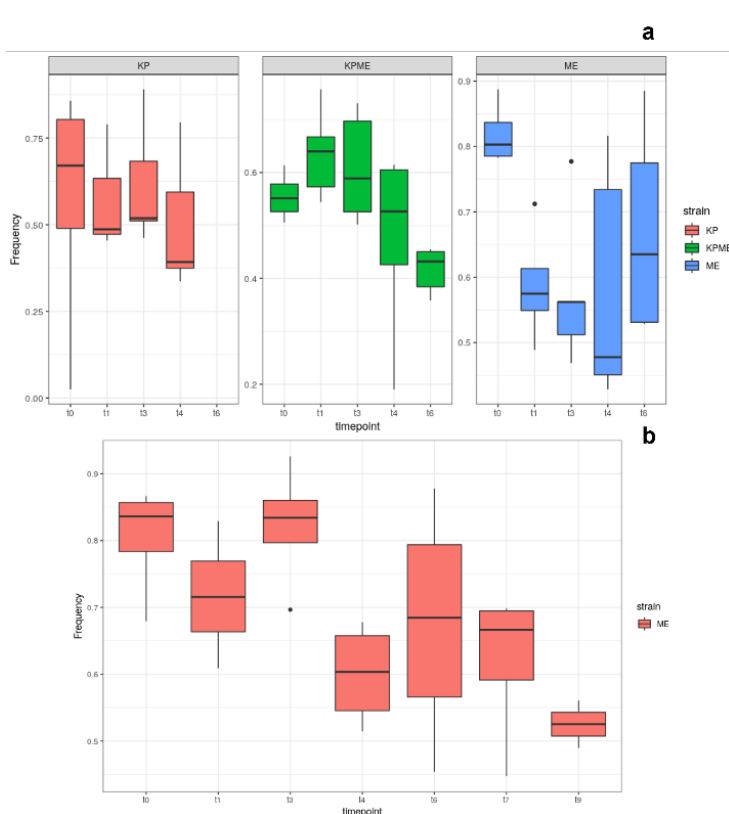 a
KP
KPME
ME
Frequency
0.75
0.50
0.25
0.00
0.6
0.4
0.2
0.9
0.8
0.7
0.6
0.5
t0 t1 t3 t4 t6
t0 t1 t3 t4 t6
t0 t1 t3 t4 t6
timepoint
strain
KP
KPME
ME
b
Frequency
0.9
0.8
0.7
0.6
0.5
t0 t1 t3 t4 t6 t7 t9
timepoint
strain
ME